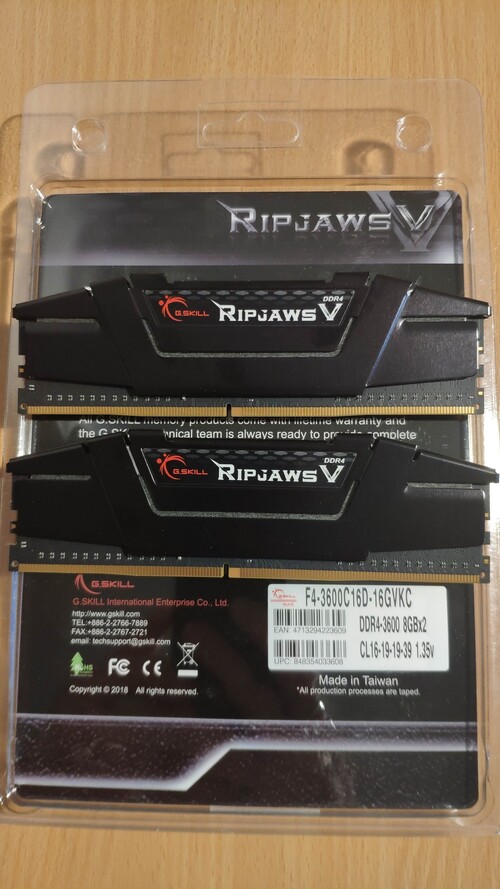 RIPJAWS V
G.SKILL RIPJAWS V DDR4
All G.SKILL memory products come with lifetime warranty and
the G.S nical team is always ready to provide complete
G.SKILL RIPJAWS V DDR4
G.SKILL
G.SKILL International Enterprise Co., Ltd.
http://www.gskill.com
TEL:+886-2-2766-7889
FAX:+886-2-2767-2721
email: techsupport@gskill.com
RoHS
FC CE
Copyright © 2018 All rights reserved.
F4-3600C16D-16GVKC
DDR4-3600 8GBx2
EAN: 4713294223609
CL16-19-19-39 1.35v
UPC: 848354033608
Made in Taiwan
*All production processes are taped.